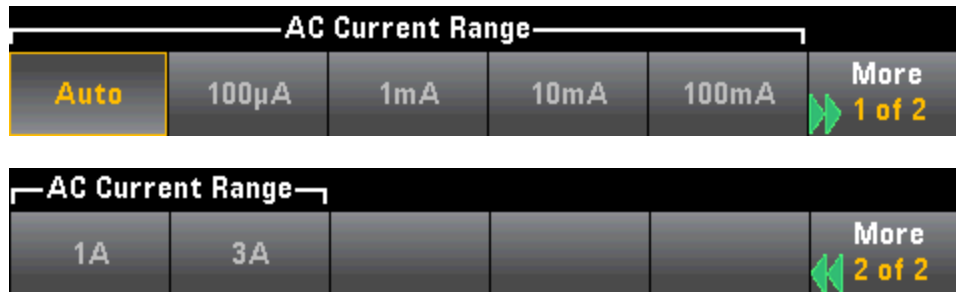 AC Current Range
Auto 100µA 1mA 10mA 100mA More
1 of 2
AC Current Range
1A 3A More
2 of 2